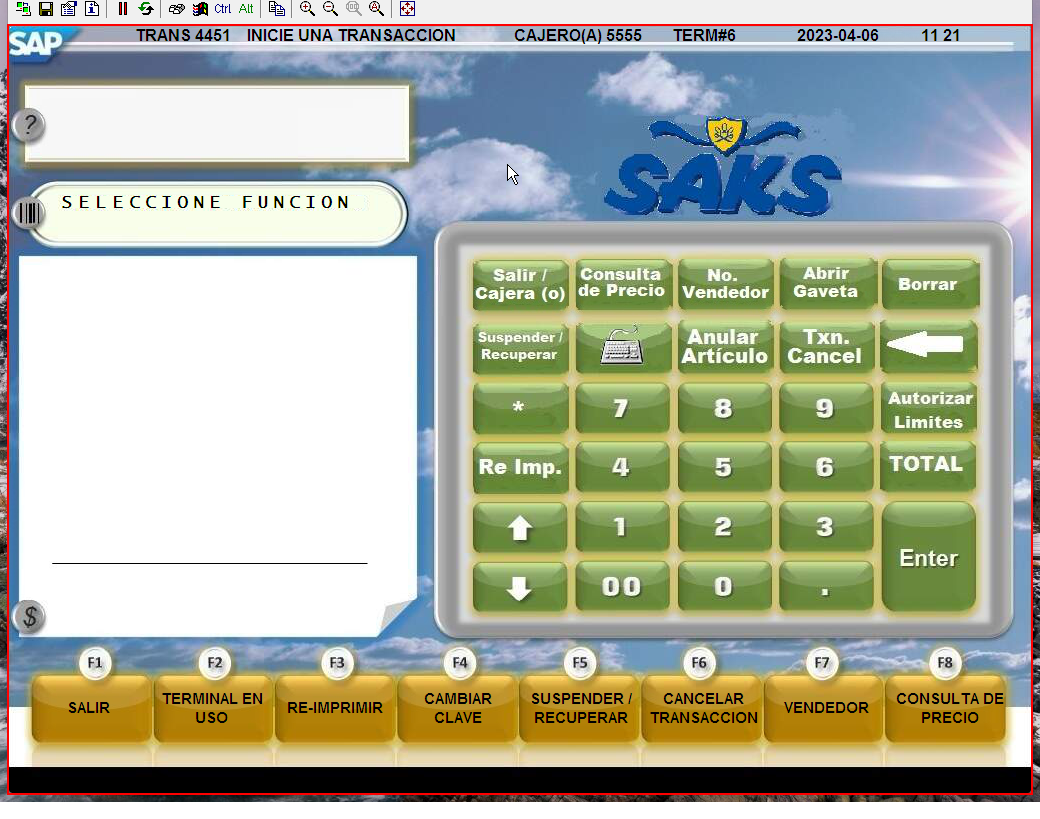 Ctrl Alt
SAP TRANS 4451 INICIE UNA TRANSACCION CAJERO(A) 5555 TERM#6 2023-04-06 11 21
?
SAKS
SELECCIONE FUNCION
Salir /
Cajera (o)
Consulta
de Precio
No.
Vendedor
Abrir
Gaveta
Borrar
Suspender /
Recuperar
Anular
Artículo
Txn.
Cancel
* 7 8 9
Autorizar
Limites
Re Imp. 4 5 6 TOTAL
1 2 3
Enter
00 0 .
$
F1 F2 F3 F4 F5 F6 F7 F8
SALIR
TERMINAL EN
USO
RE-IMPRIMIR
CAMBIAR
CLAVE
SUSPENDER /
RECUPERAR
CANCELAR
TRANSACCION
VENDEDOR
CONSULTA DE
PRECIO